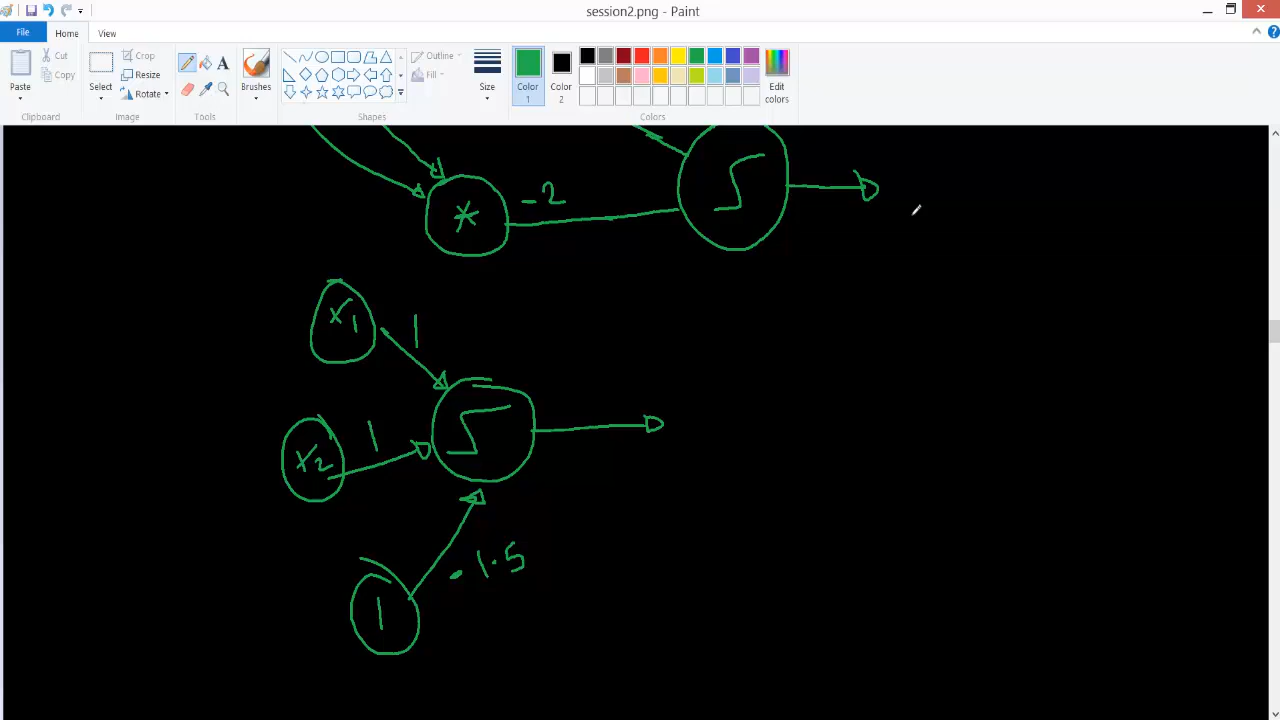 session2.png - Paint
File
Home
View
Paste
Cut
Copy
Clipboard
Select
Crop
Resize
Rotate
Image
A
Tools
Brushes
Outline
Fill
Shapes
Size
Color
1
Color
2
Edit
colors
Colors
*
-2
x1
1
x2
1
1
-1.5